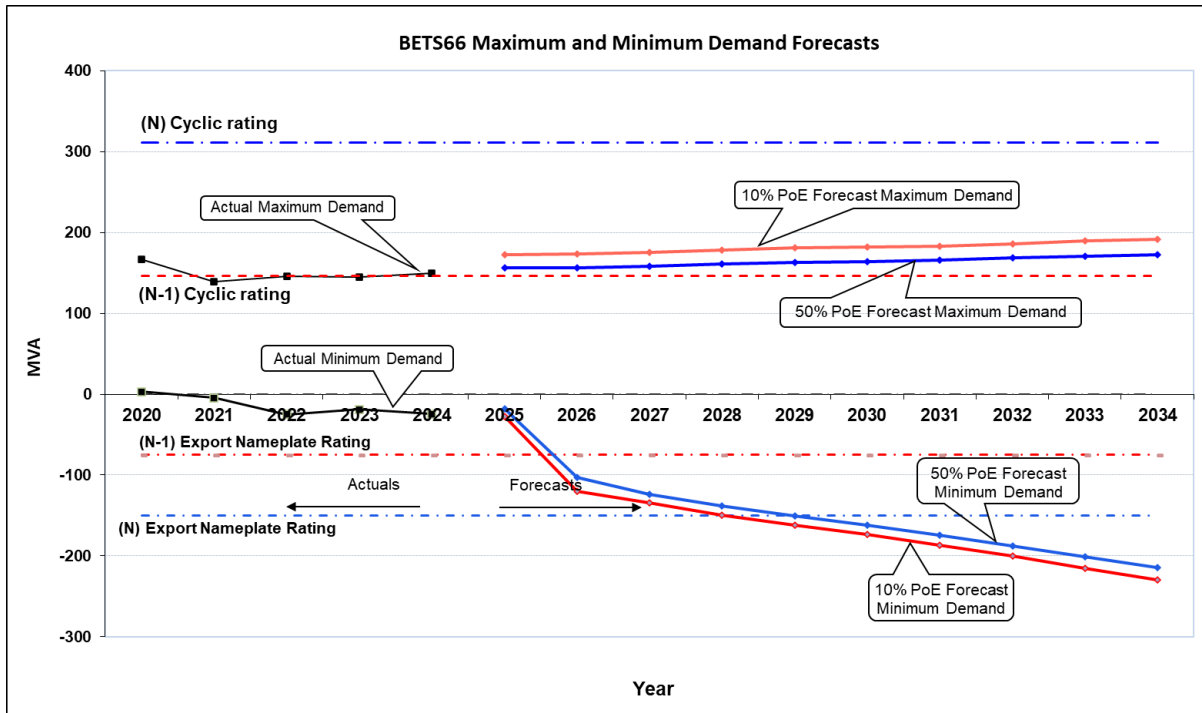 BETS66 Maximum and Minimum Demand Forecasts
400
(N) Cyclic rating
300
10% PoE Forecast Maximum Demand
Actual Maximum Demand
200
(N-1) Cyclic rating
50% PoE Forecast Maximum Demand
100
MVA
Actual Minimum Demand
0
2020 2021 2022 2023 2024 2025 2026 2027 2028 2029 2030 2031 2032 2033 2034
(N-1) Export Nameplate Rating
-100
Actuals Forecasts
50% PoE Forecast
Minimum Demand
(N) Export Nameplate Rating
-200
10% PoE Forecast
Minimum Demand
-300
Year